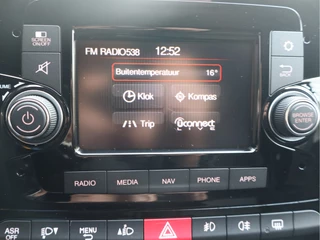 SCREEN
ON/OFF
FM RADIO538 12:52
Buitentemperatuur 16°
Klok Kompas
Trip uconnect
LIVE
BROWSE
ENTER
RADIO MEDIA NAV PHONE APPS
ASR
OFF
MENU